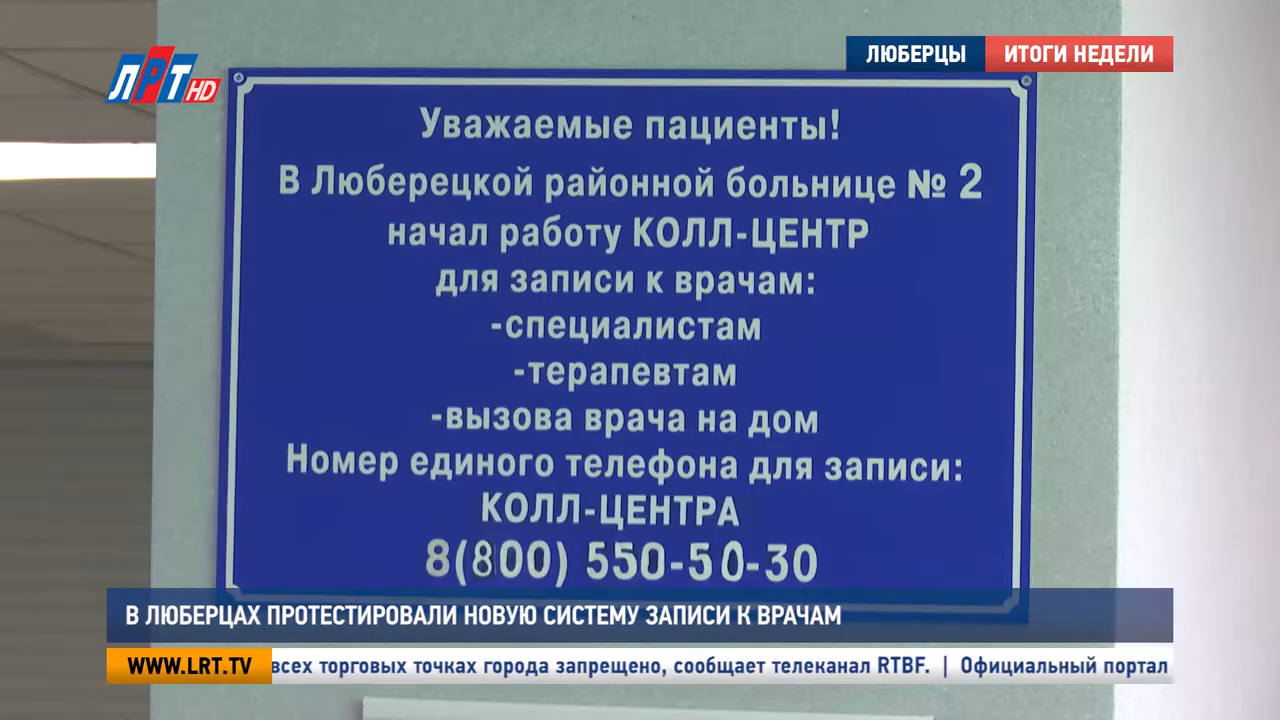 ЛРТ HD
ЛЮБЕРЦЫ ИТОГИ НЕДЕЛИ
Уважаемые пациенты!
В Люберецкой районной больнице № 2
начал работу КОЛЛ-ЦЕНТР
для записи к врачам:
-специалистам
-терапевтам
-вызова врача на дом
Номер единого телефона для записи:
КОЛЛ-ЦЕНТРА
8(800) 550-50-30
В ЛЮБЕРЦАХ ПРОТЕСТИРОВАЛИ НОВУЮ СИСТЕМУ ЗАПИСИ К ВРАЧАМ
WWW.LRT.TV всех торговых точках города запрещено, сообщает телеканал RTBF. | Официальный портал